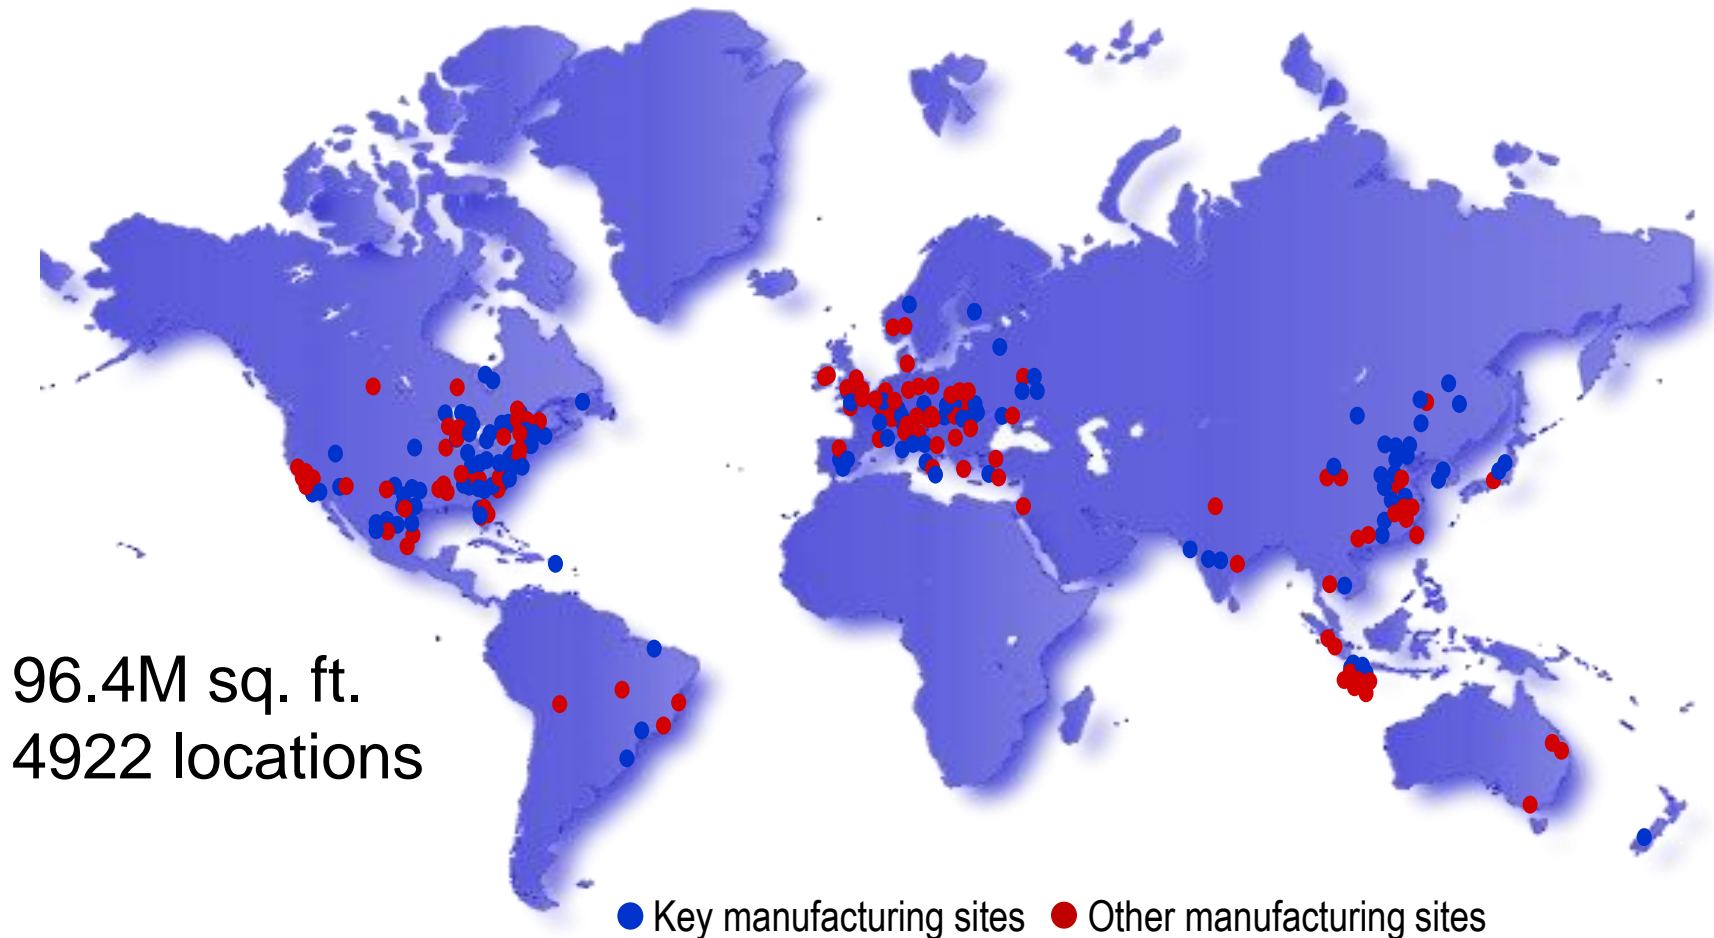 96.4M sq. ft.
4922 locations
Key manufacturing sites
Other manufacturing sites